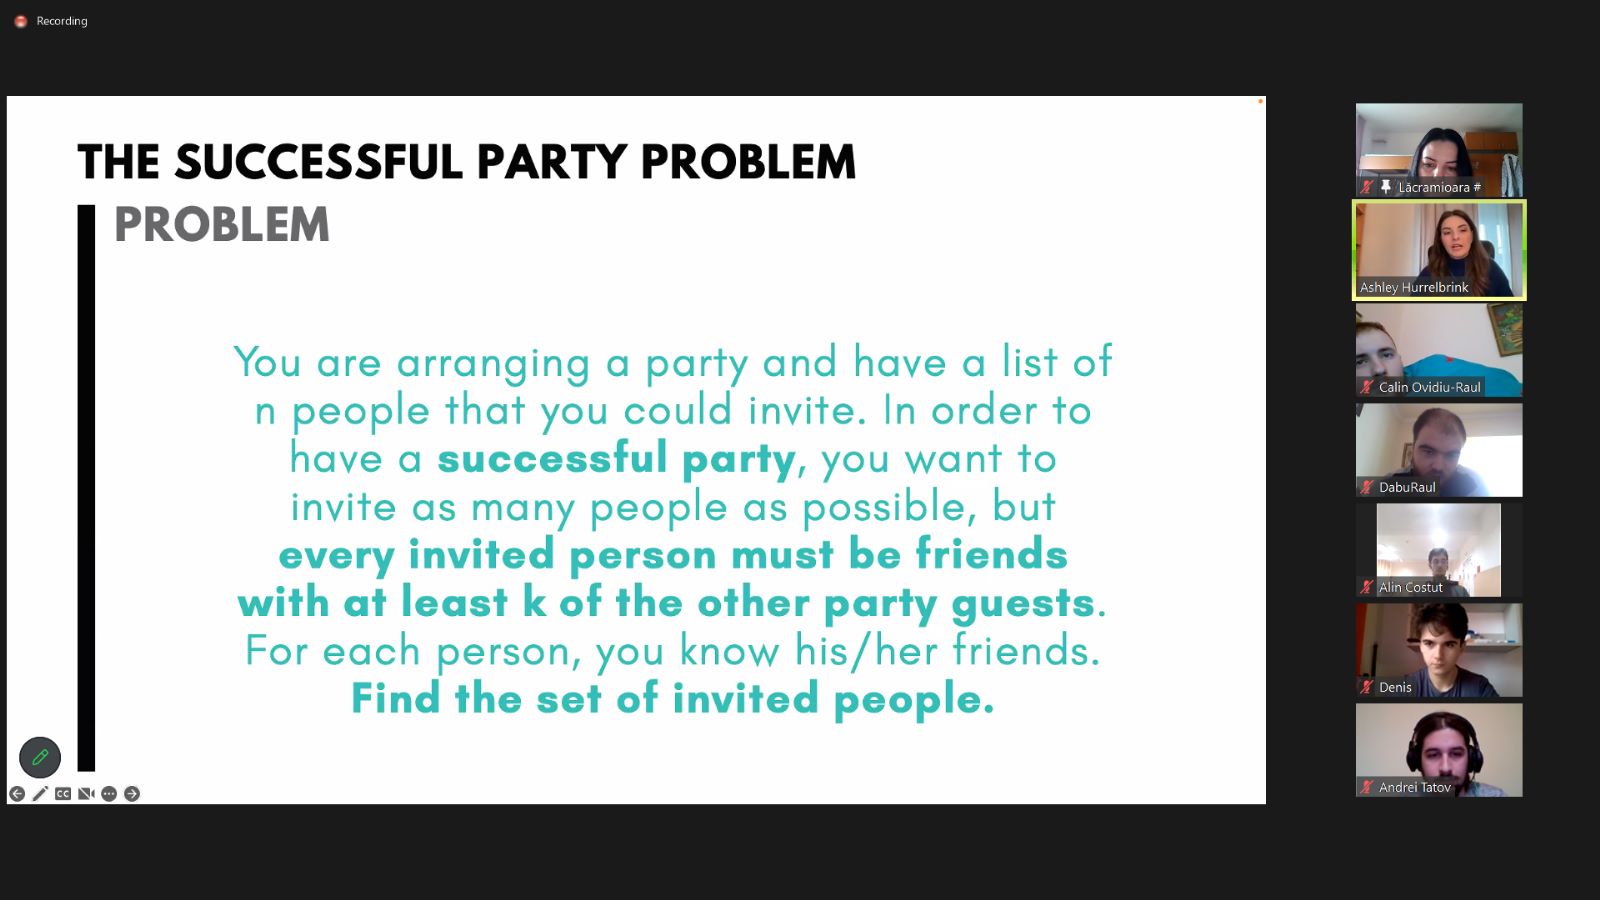 Recording
THE SUCCESSFUL PARTY PROBLEM
PROBLEM
You are arranging a party and have a list of
n people that you could invite. In order to
have a successful party, you want to
invite as many people as possible, but
every invited person must be friends
with at least k of the other party guests.
For each person, you know his/her friends.
Find the set of invited people.
CC
Lăcramioara #
Ashley Hurrelbrink
Calin Ovidiu-Raul
DabuRaul
Alin Costut
Denis
Andrei Tatov